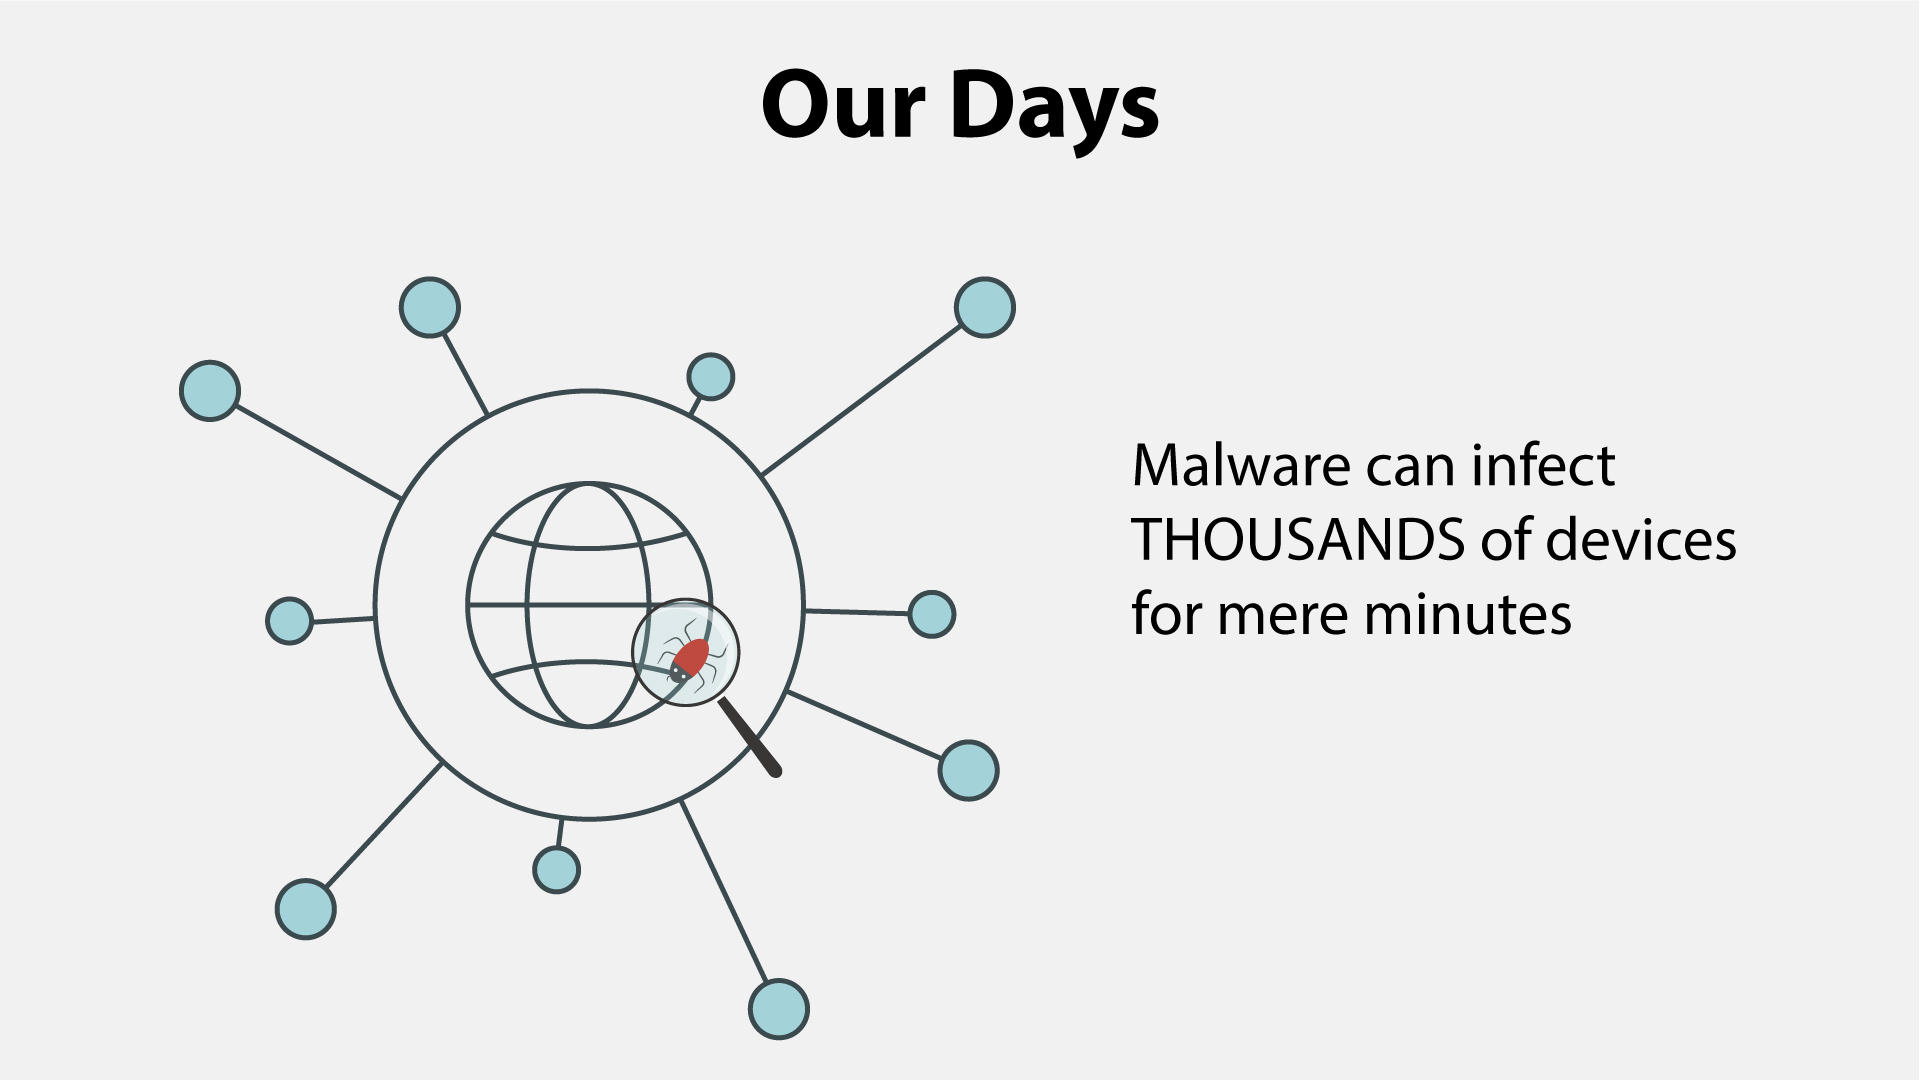 Our Days
Malware can infect
THOUSANDS of devices
for mere minutes